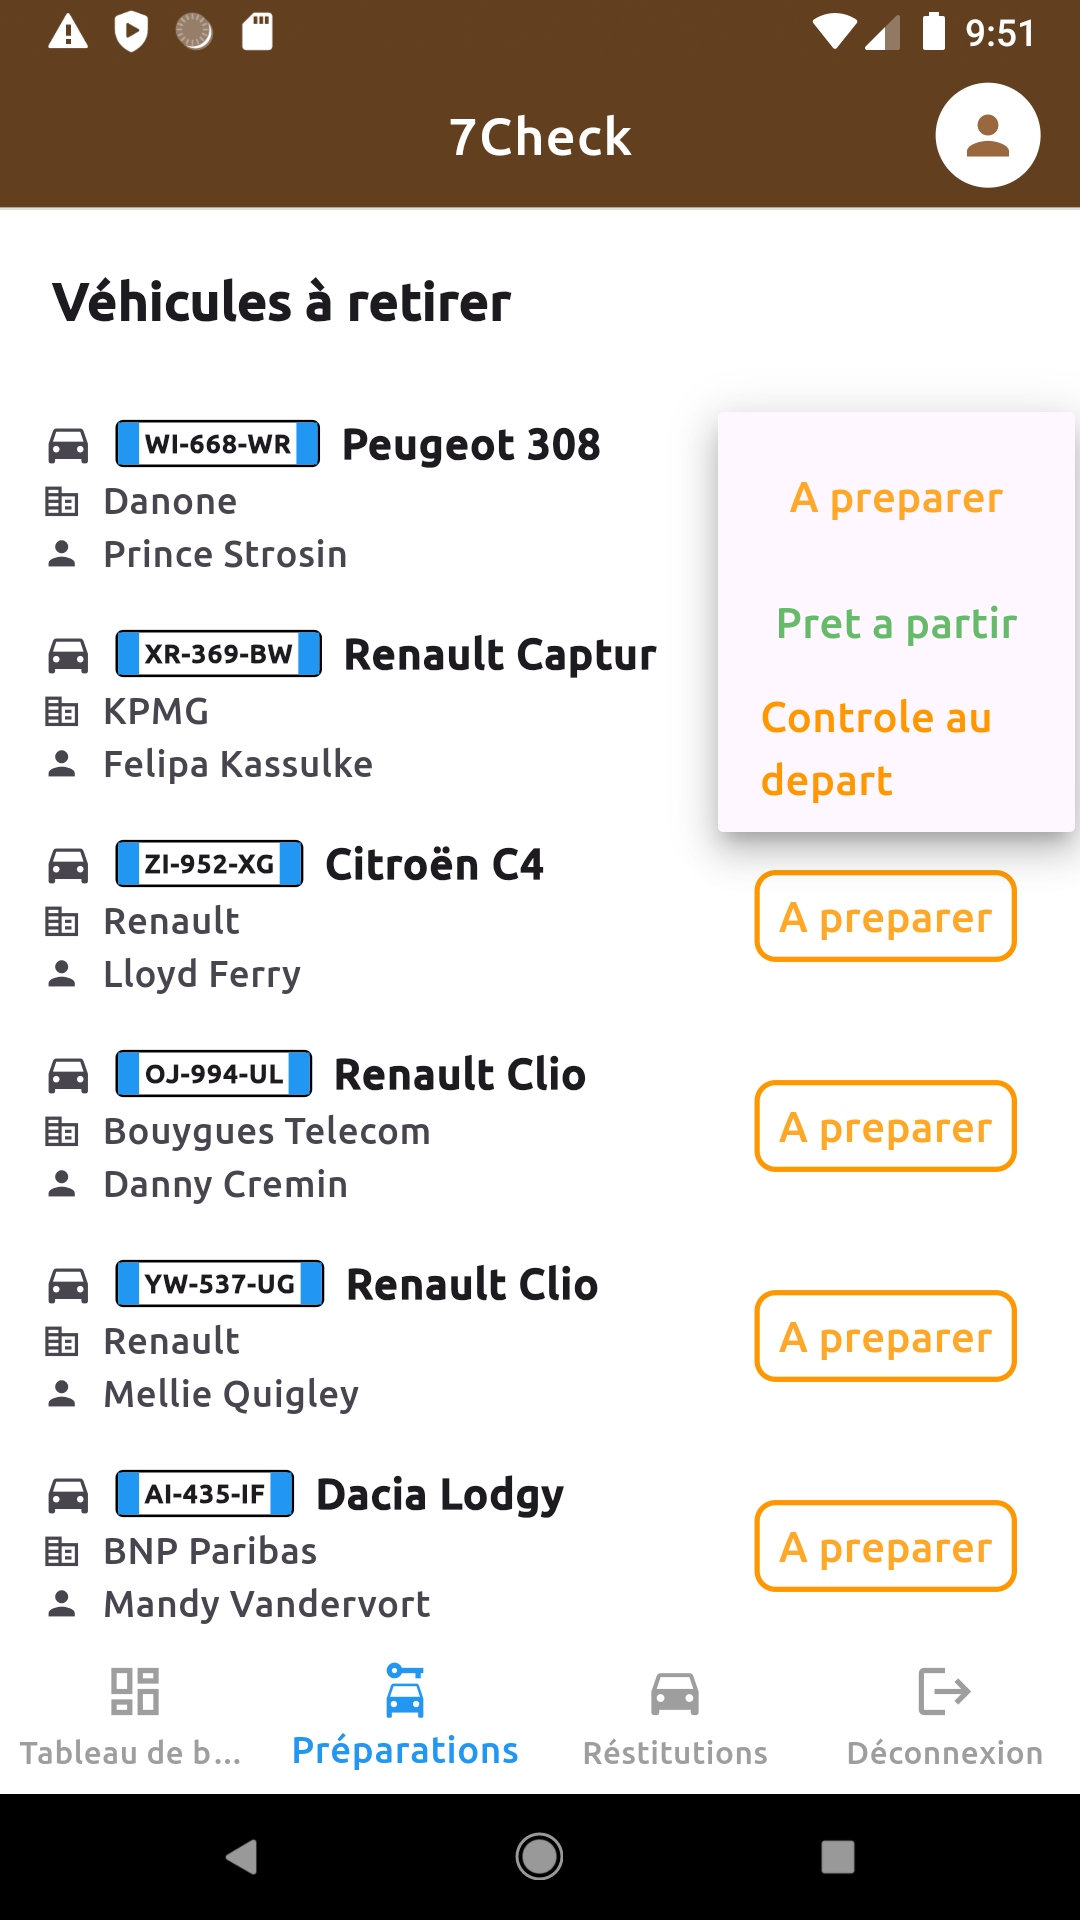 9:51
7Check
Véhicules à retirer
WI-668-WR Peugeot 308
Danone
Prince Strosin
A preparer
Pret a partir
Controle au
depart
XR-369-BW Renault Captur
KPMG
Felipa Kassulke
ZI-952-XG Citroën C4
Renault
Lloyd Ferry
A preparer
OJ-994-UL Renault Clio
Bouygues Telecom
Danny Cremin
A preparer
YW-537-UG Renault Clio
Renault
Mellie Quigley
A preparer
AI-435-IF Dacia Lodgy
BNP Paribas
Mandy Vandervort
A preparer
Tableau de b... Préparations Réstitutions Déconnexion